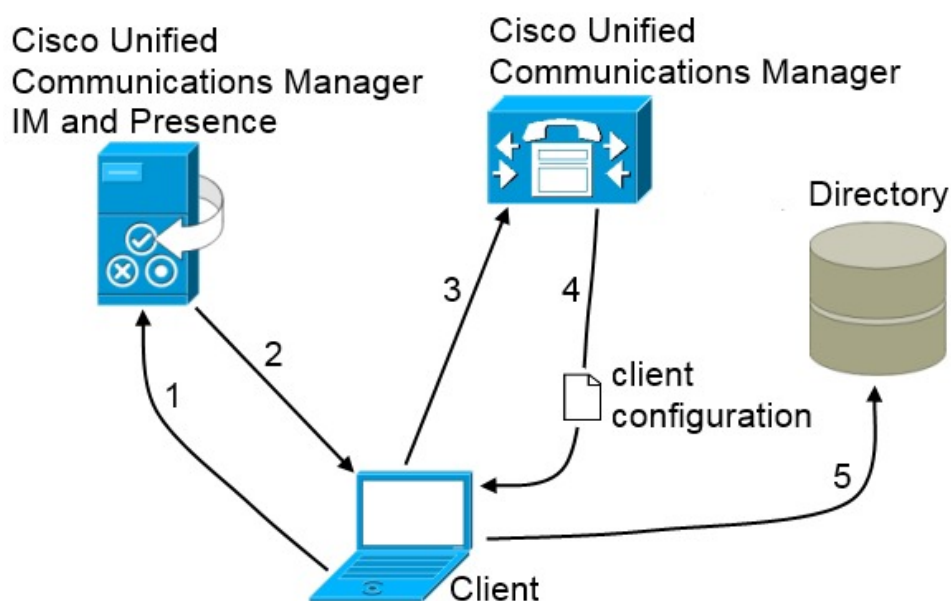 Cisco Unified
Communications Manager
IM and Presence
Cisco Unified
Communications Manager
Directory
1
2
3
4
client
configuration
5
Client